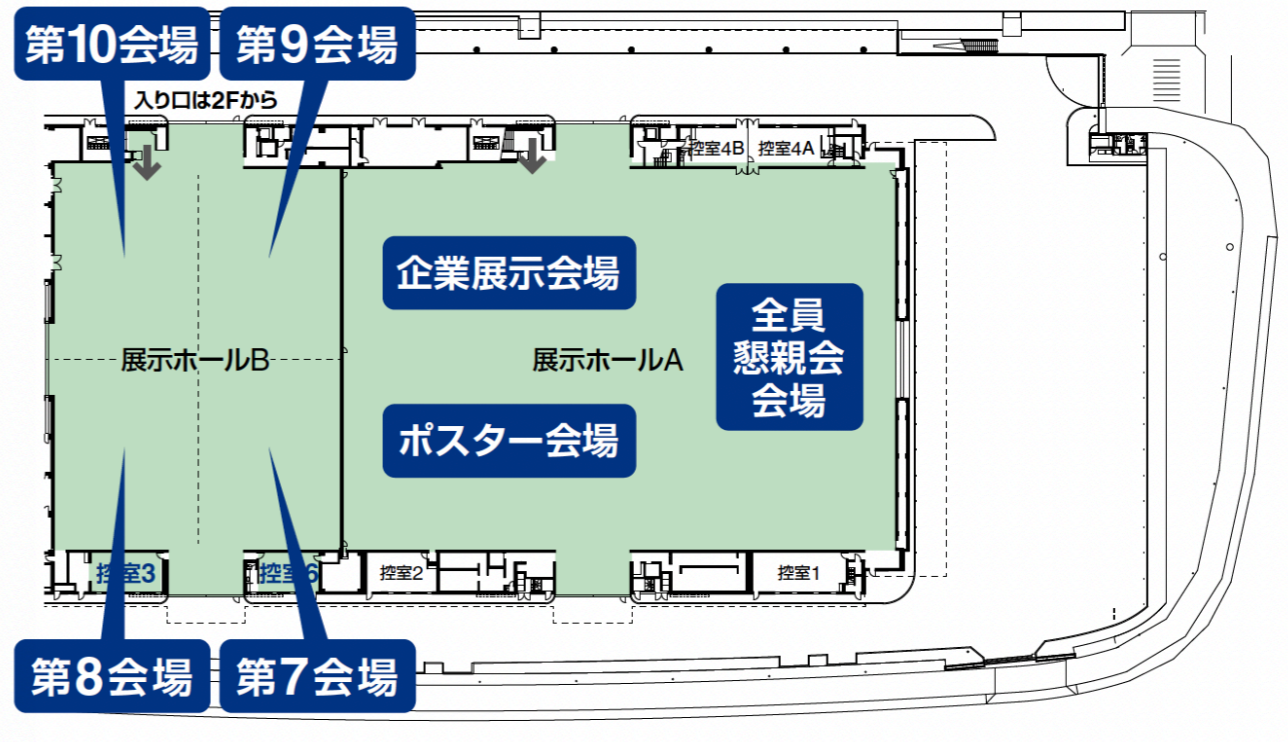 第10会場
第9会場
入り口は2Fから
控室4B
控室4A
企業展示会場
全員
懇親会
会場
展示ホールB
展示ホールA
ポスター会場
控室3
控室6
控室2
控室1
第8会場
第7会場